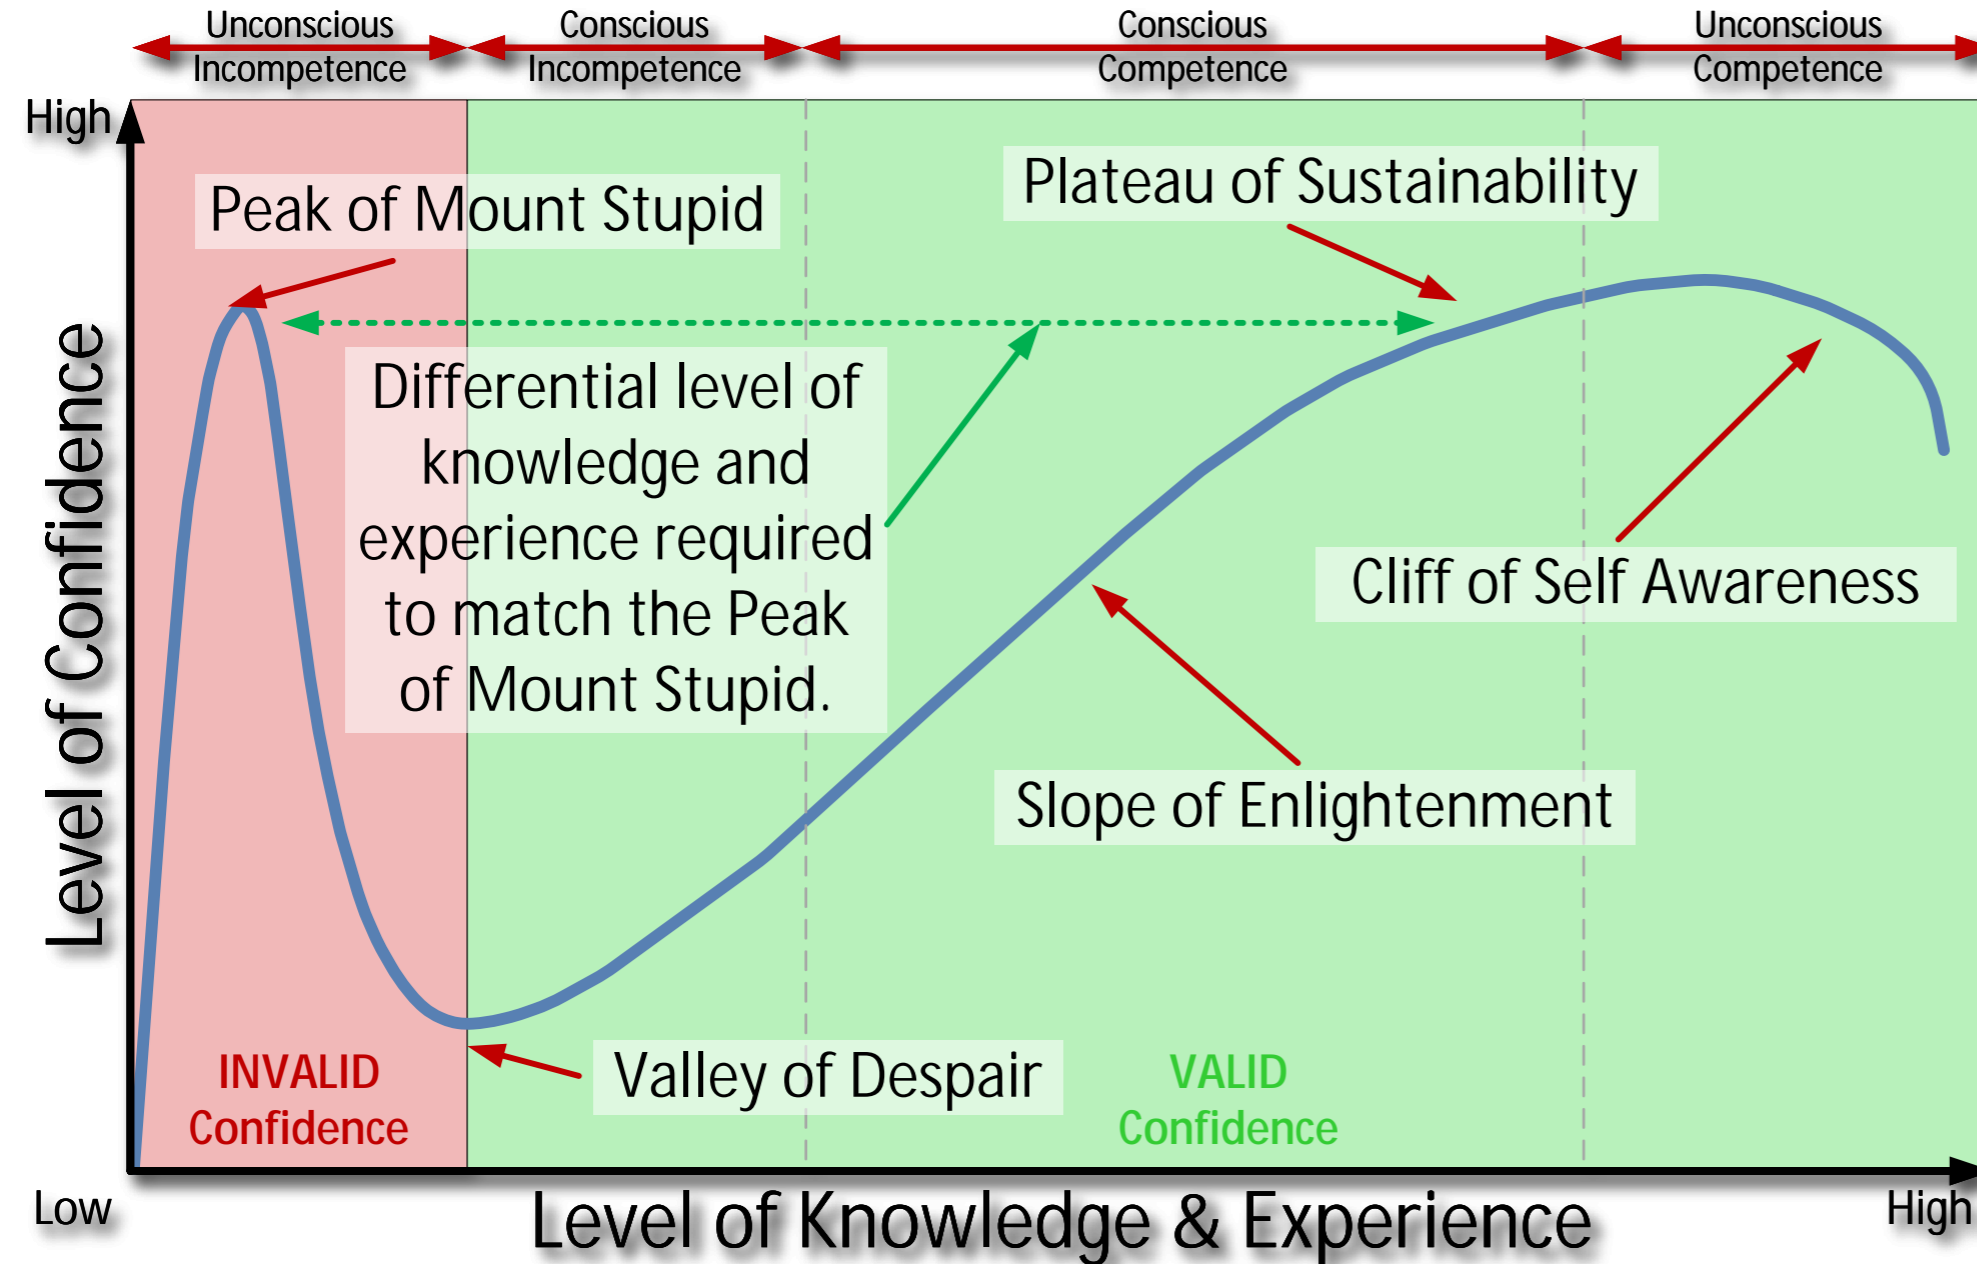 Unconscious
Incompetence
Conscious
Incompetence
Conscious
Competence
Unconscious
Competence
High
Peak of Mount Stupid
Plateau of Sustainability
Differential level of
knowledge and
experience required
to match the Peak
of Mount Stupid.
Level of Confidence
Cliff of Self Awareness
Slope of Enlightenment
Valley of Despair
INVALID
Confidence
VALID
Confidence
Low
Level of Knowledge & Experience
High